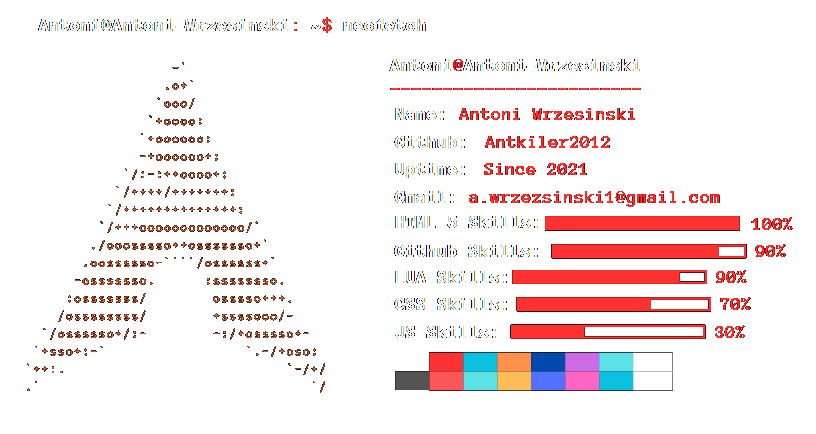 Antoni@Antoni-Wrzesinski: ~$ neofetch
Antoni@Antoni-Wrzesinski
------------------------
Name: Antoni Wrzesinski
Github: Antkiler2012
Uptime: Since 2021
Gmail: a.wrzezsinski1@gmail.com
HTML 5 Skills: 100%
Github Skills: 90%
LUA Skills: 90%
CSS Skills: 70%
JS Skills: 30%